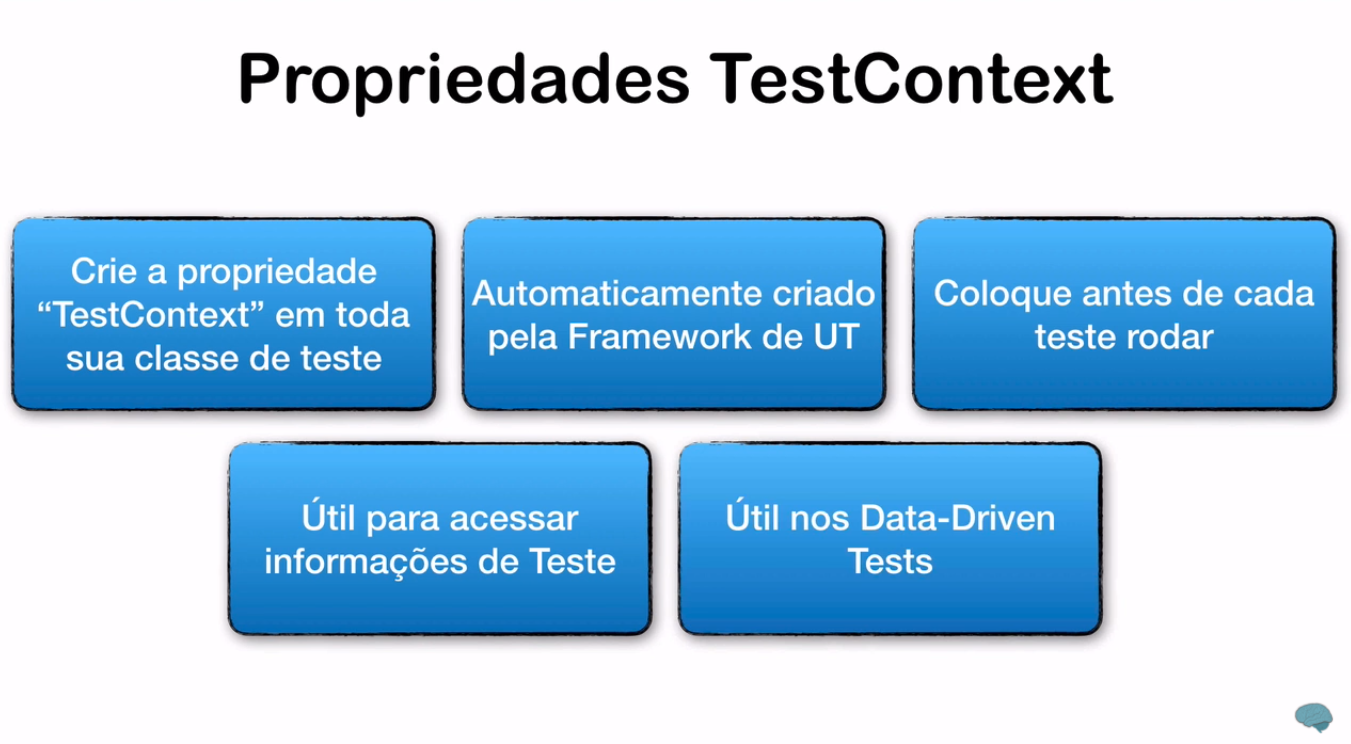 Propriedades TestContext
Crie a propriedade
“TestContext” em toda
sua classe de teste
Automaticamente criado
pela Framework de UT
Coloque antes de cada
teste rodar
Útil para acessar
informações de Teste
Útil nos Data-Driven
Tests